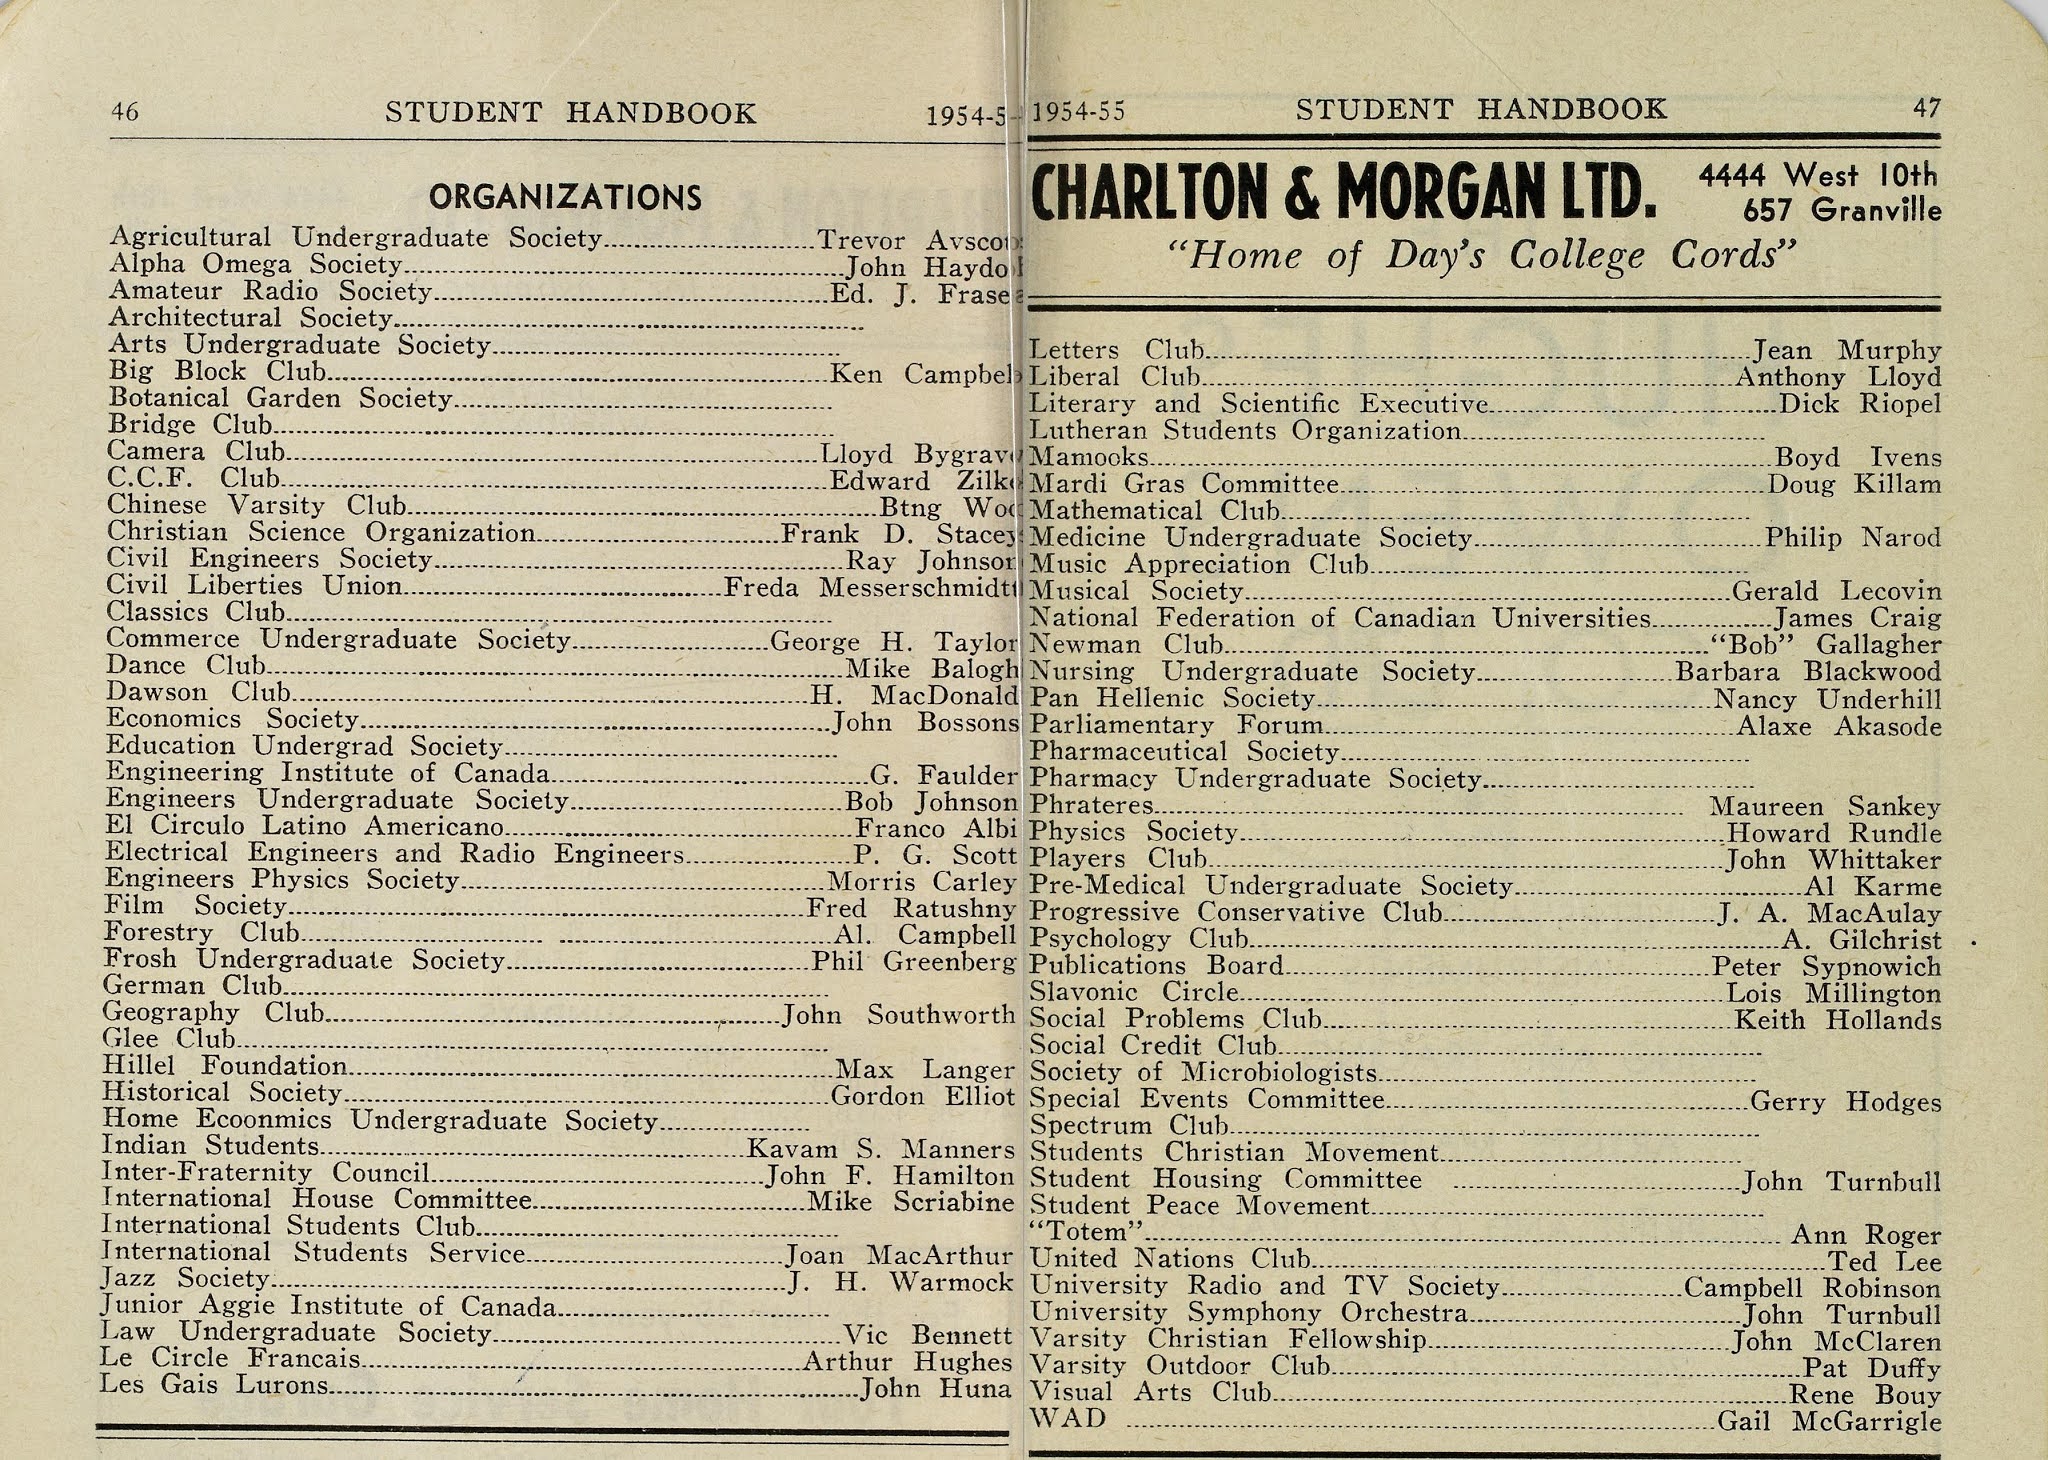 46 STUDENT HANDBOOK 1954-5
ORGANIZATIONS
Agricultural Undergraduate Society Trevor
Alpha Omega Society John
Amateur Radio Society Ed. J.
Architectural Society
Arts Undergraduate Society
Big Block Club Ken
Botanical Garden Society
Bridge Club
Camera Club Lloyd
C.C.F. Club Edward
Chinese Varsity Club Btng
Christian Science Organization Frank D. Stacey
Civil Engineers Society Ray Johnson
Civil Liberties Union Freda Messerschmidt
Classics Club
Commerce Undergraduate Society George H. Taylor
Dance Club Mike Balogh
Dawson Club H. MacDonald
Economics Society John Bossons
Education Undergrad Society
Engineering Institute of Canada G. Faulder
Engineers Undergraduate Society Bob Johnson
El Circulo Latino Americano Franco Albi
Electrical Engineers and Radio Engineers P. G. Scott
Engineers Physics Society Morris Carley
Film Society Fred Ratushny
Forestry Club Al. Campbell
Frosh Undergraduate Society Phil Greenberg
German Club
Geography Club John Southworth
Glee Club
Hillel Foundation Max Langer
Historical Society Gordon Elliot
Home Ecoonmics Undergraduate Society
Indian Students Kavam S. Manners
Inter-Fraternity Council John F. Hamilton
International House Committee Mike Scriabine
International Students Club
International Students Service Joan MacArthur
Jazz Society J. H. Warmock
Junior Aggie Institute of Canada
Law Undergraduate Society Vic Bennett
Le Circle Francais Arthur Hughes
Les Gais Lurons John Huna
1954-55 STUDENT HANDBOOK 47
CHARLTON & MORGAN LTD. 4444 West 10th
657 Granville
"Home of Day's College Cords"
Letters Club Jean Murphy
Liberal Club Anthony Lloyd
Literary and Scientific Executive Dick Riopel
Lutheran Students Organization
Mamooks Boyd Ivens
Mardi Gras Committee Doug Killam
Mathematical Club
Medicine Undergraduate Society Philip Narod
Music Appreciation Club
Musical Society Gerald Lecovin
National Federation of Canadian Universities James Craig
Newman Club "Bob" Gallagher
Nursing Undergraduate Society Barbara Blackwood
Pan Hellenic Society Nancy Underhill
Parliamentary Forum Alaxe Akasode
Pharmaceutical Society
Pharmacy Undergraduate Society
Phrateres Maureen Sankey
Physics Society Howard Rundle
Players Club John Whittaker
Pre-Medical Undergraduate Society Al Karme
Progressive Conservative Club J. A. MacAulay
Psychology Club A. Gilchrist
Publications Board Peter Sypnowich
Slavonic Circle Lois Millington
Social Problems Club Keith Hollands
Social Credit Club
Society of Microbiologists
Special Events Committee Gerry Hodges
Spectrum Club
Students Christian Movement
Student Housing Committee John Turnbull
Student Peace Movement
"Totem" Ann Roger
United Nations Club Ted Lee
University Radio and TV Society Campbell Robinson
University Symphony Orchestra John Turnbull
Varsity Christian Fellowship John McClaren
Varsity Outdoor Club Pat Duffy
Visual Arts Club Rene Bouy
WAD Gail McGarrigle